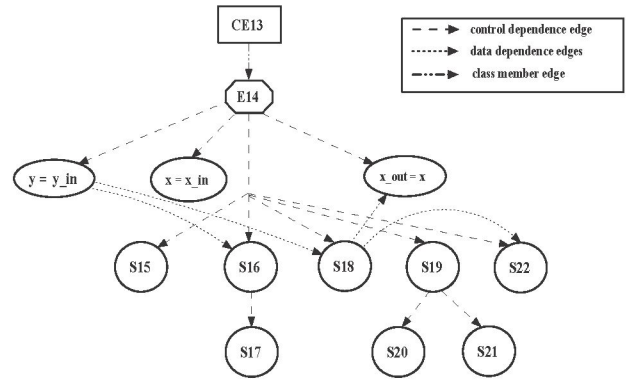 CE13
control dependence edge
data dependence edges
class member edge
E14
y = y_in
x = x_in
x_out = x
S15
S16
S18
S19
S22
S17
S20
S21